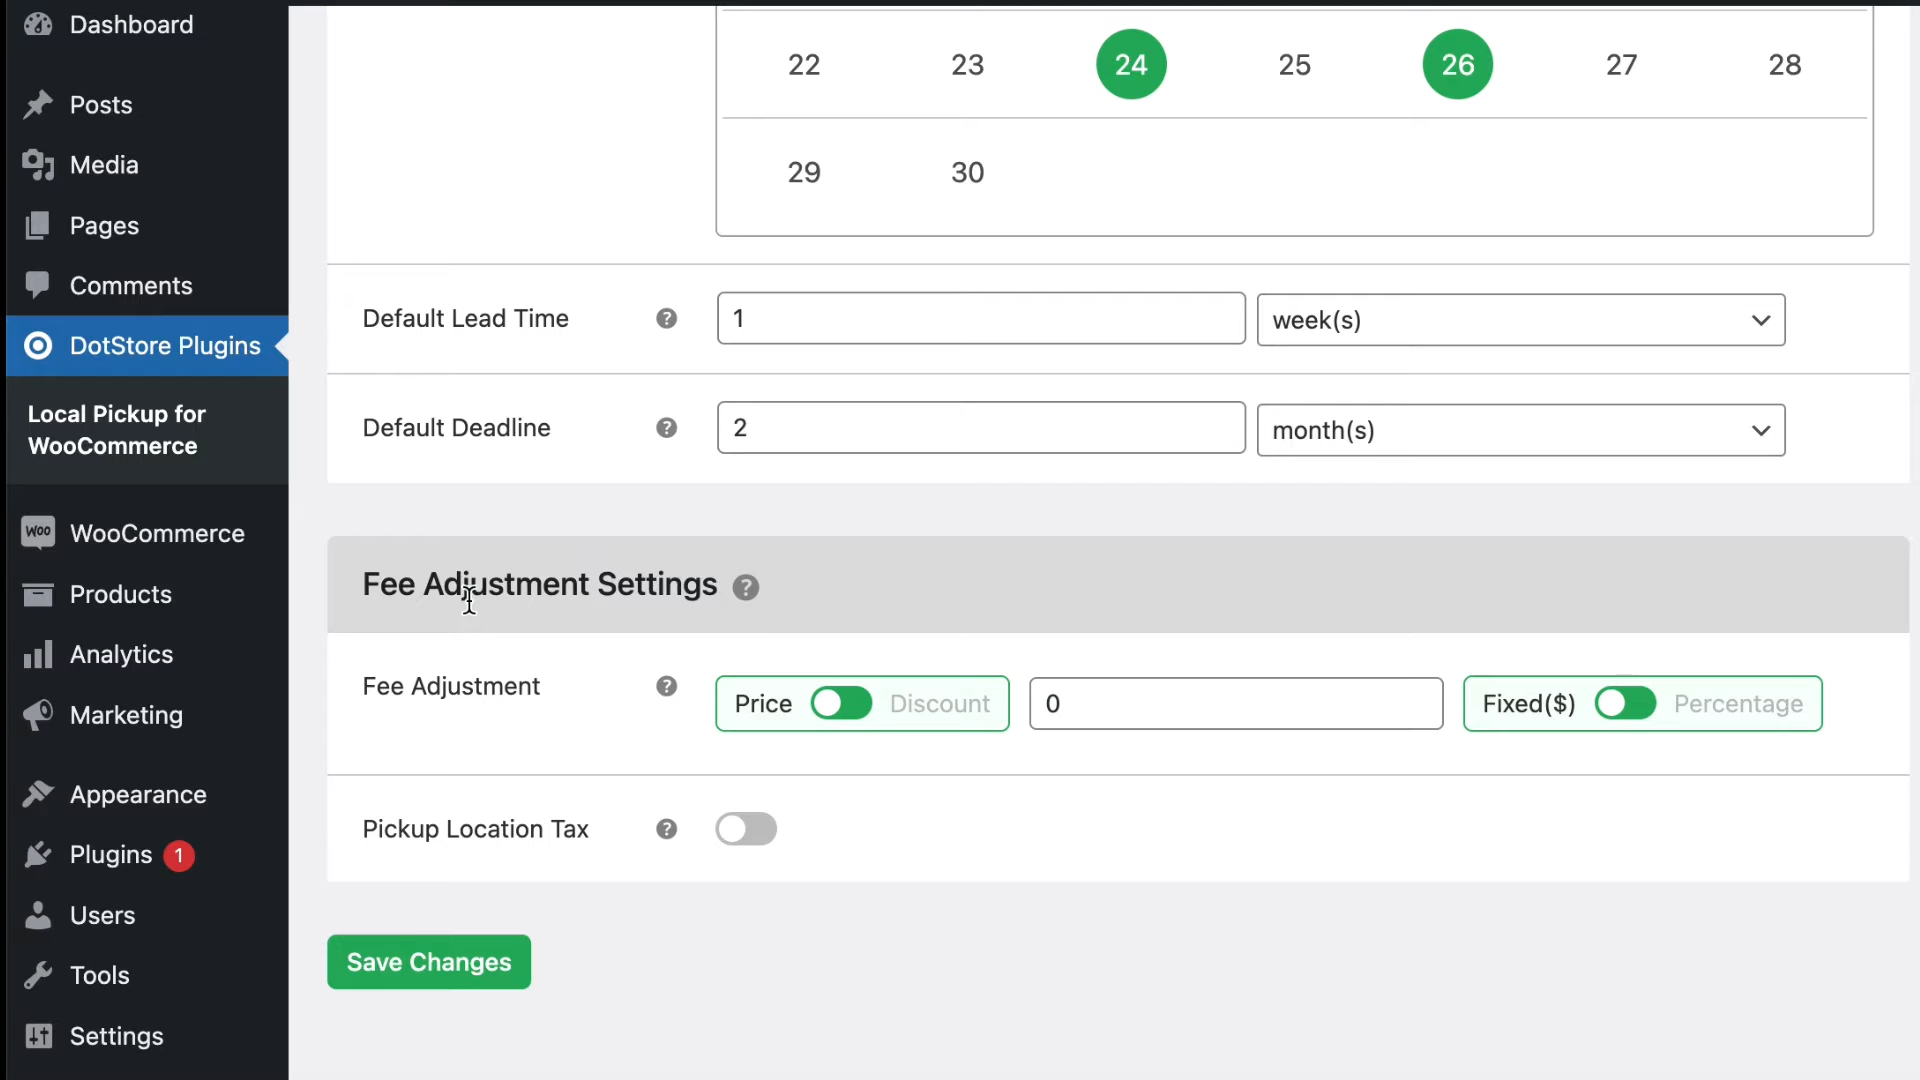 Dashboard
Posts
Media
Pages
Comments
DotStore Plugins
Local Pickup for
WooCommerce
Woo WooCommerce
Products
Analytics
Marketing
Appearance
Plugins 1
Users
Tools
Settings
22 23 24 25 26 27 28
29 30
Default Lead Time ? 1 week(s)
Default Deadline ? 2 month(s)
Fee Adjustment Settings ?
Fee Adjustment ? Price Discount 0 Fixed($) Percentage
Pickup Location Tax ?
Save Changes